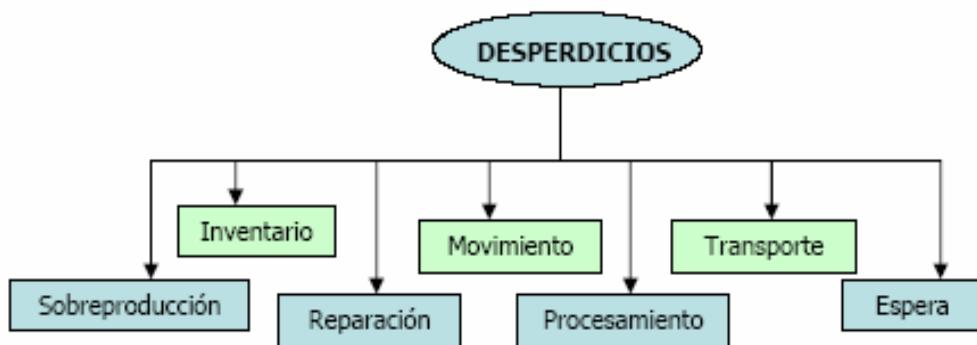 DESPERDICIOS
Inventario
Movimiento
Transporte
Sobreproducción
Reparación
Procesamiento
Espera